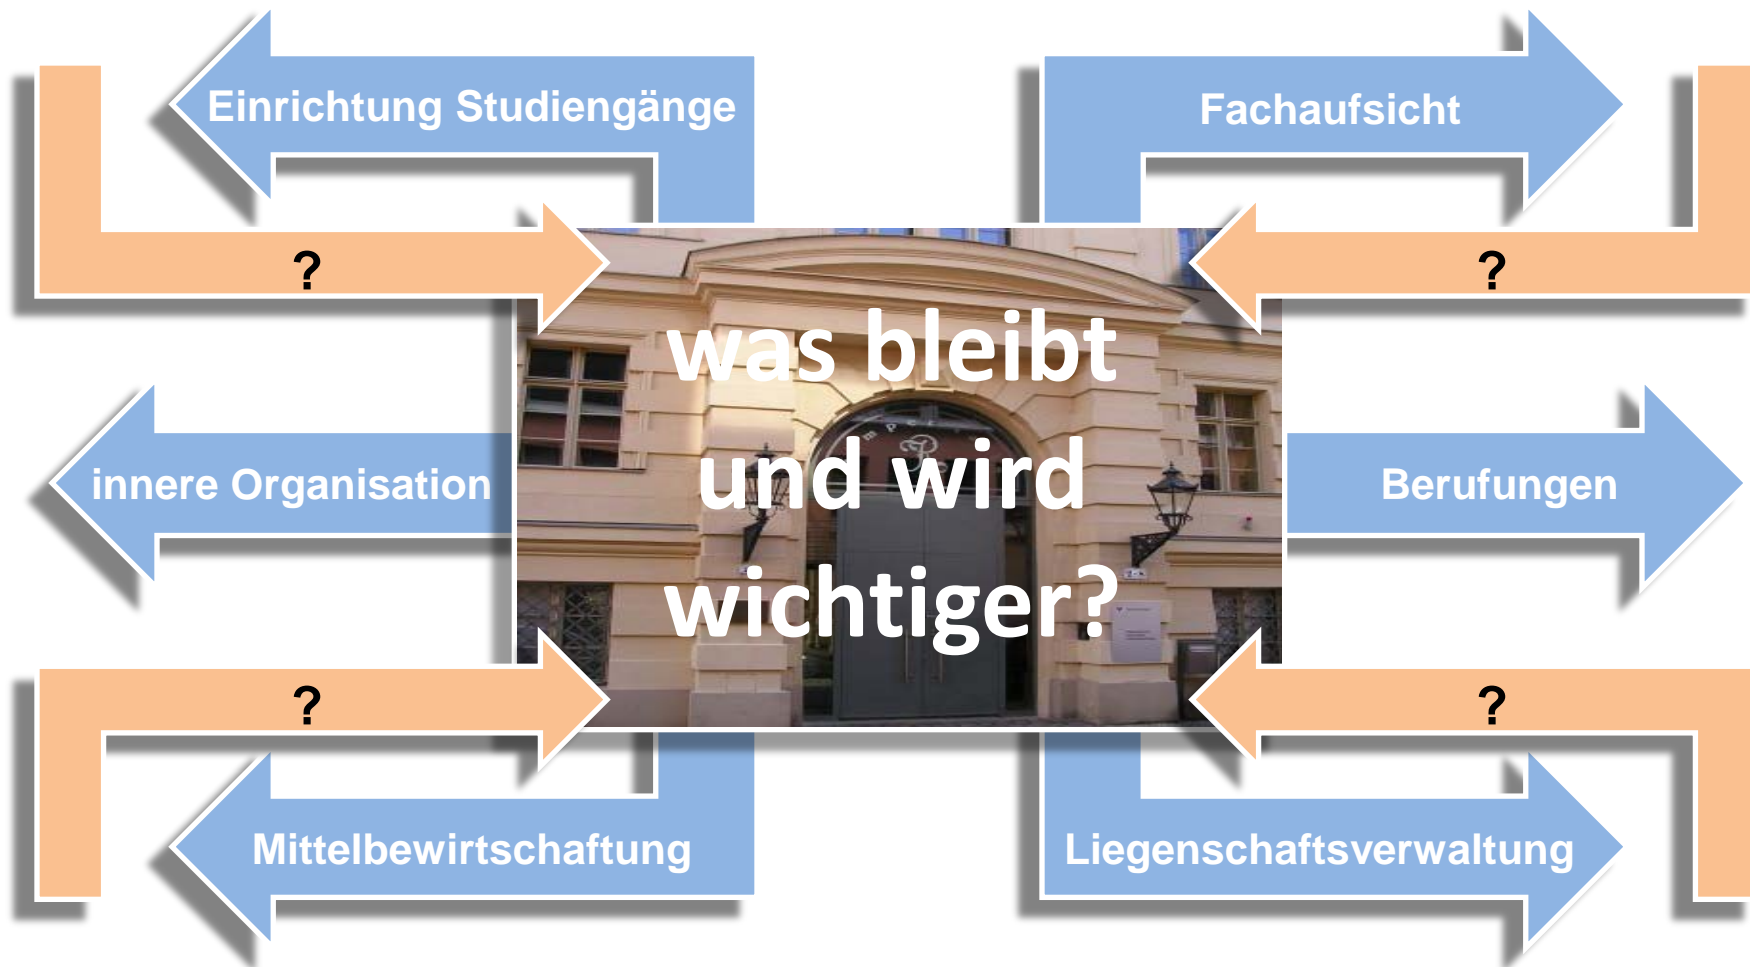 Einrichtung Studiengänge
Fachaufsicht
?
?
was bleibt
und wird
wichtiger?
innere Organisation
Berufungen
?
?
Mittelbewirtschaftung
Liegenschaftsverwaltung